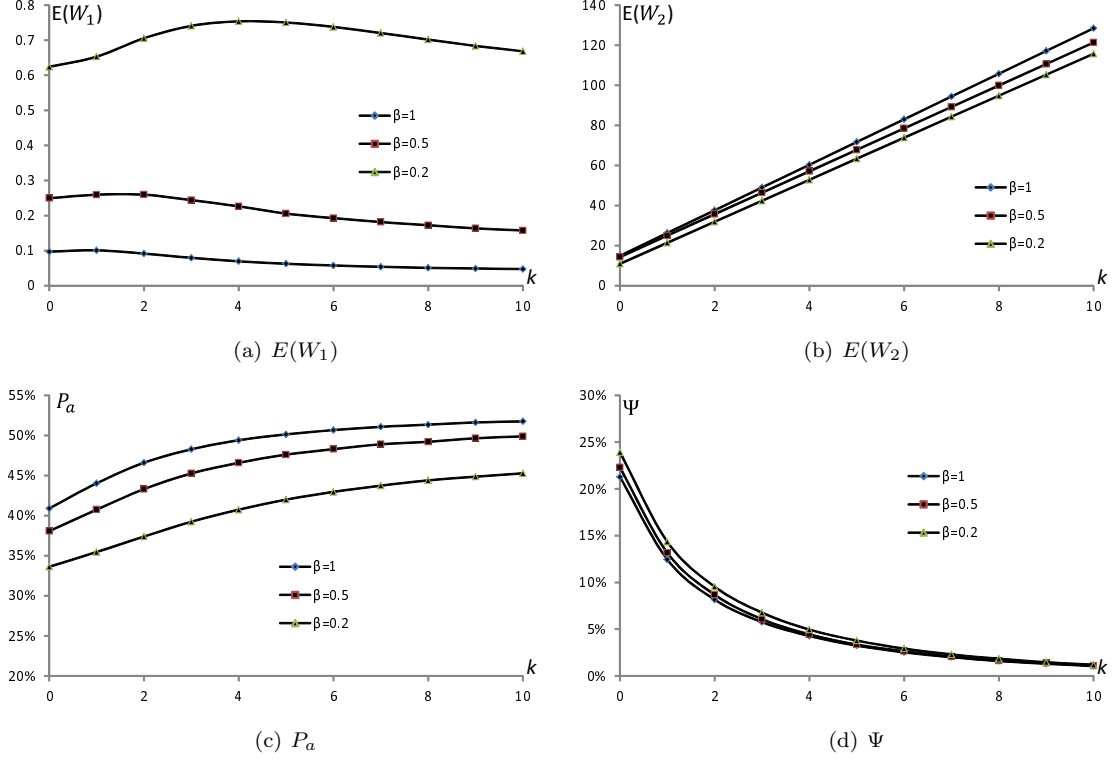 E(W₁)
0.8
0.7
0.6
0.5
0.4
0.3
0.2
0.1
0
β=1
β=0.5
β=0.2
k
0 2 4 6 8 10
(a) E(W₁)
E(W₂)
140
120
100
80
60
40
20
0
β=1
β=0.5
β=0.2
k
0 2 4 6 8 10
(b) E(W₂)
Pₐ
55%
50%
45%
40%
35%
30%
25%
20%
β=1
β=0.5
β=0.2
k
0 2 4 6 8 10
(c) Pₐ
Ψ
30%
25%
20%
15%
10%
5%
0%
β=1
β=0.5
β=0.2
k
0 2 4 6 8 10
(d) Ψ